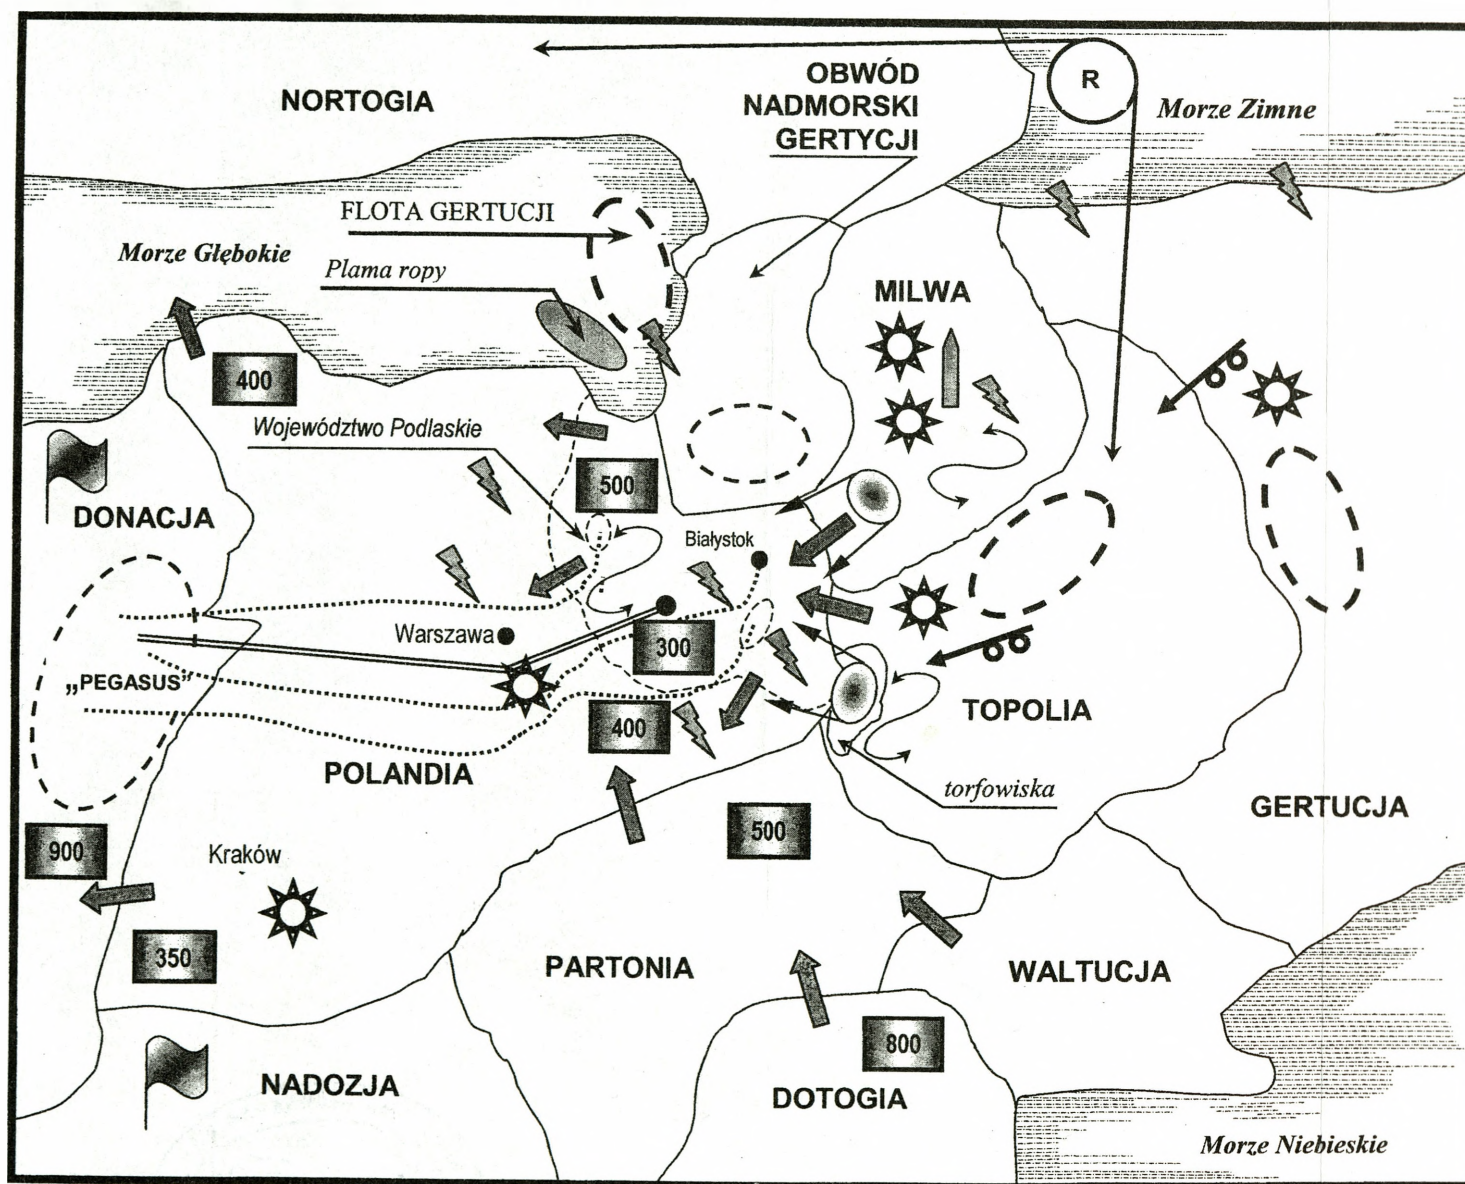 NORTOGIA
OBWÓD
NADMORSKI
GERTYCJI
R
Morze Zimne
FLOTA GERTUCJI
Morze Głębokie
Plama ropy
MILWA
400
Województwo Podlaskie
DONACJA
500
Białystok
Warszawa
300
„PEGASUS”
400
TOPOLIA
POLANDIA
torfowiska
GERTUCJA
900
Kraków
500
350
PARTONIA
WALTUCJA
800
NADOZJA
DOTOGIA
Morze Niebieskie